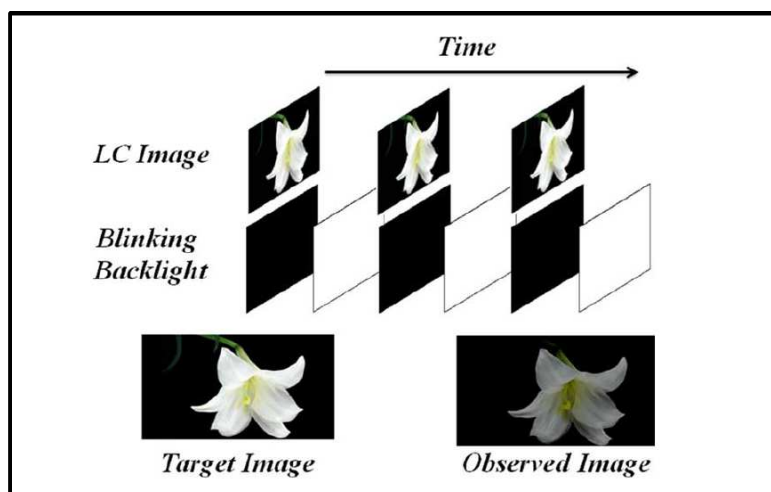 Time
LC Image
Blinking
Backlight
Target Image
Observed Image